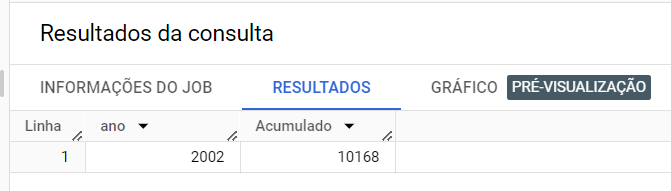 Resultados da consulta
INFORMAÇÕES DO JOB RESULTADOS GRÁFICO PRÉ-VISUALIZAÇÃO
Linha ano Acumulado
1 2002 10168